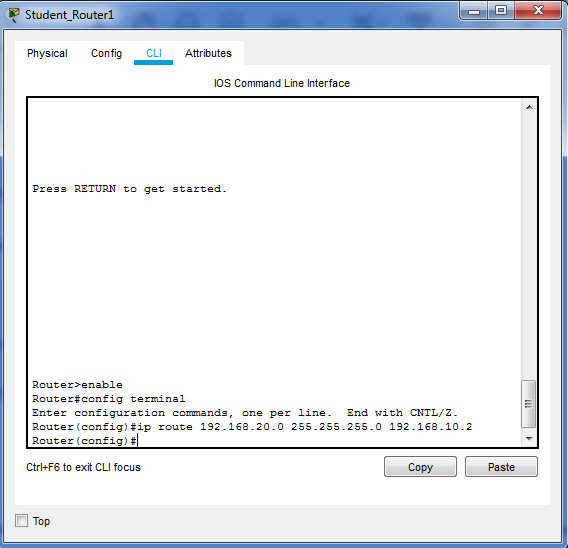 Student_Router1
Physical Config CLI Attributes
IOS Command Line Interface
Press RETURN to get started.
Router>enable
Router#config terminal
Enter configuration commands, one per line.  End with CNTL/Z.
Router(config)#ip route 192.168.20.0 255.255.255.0 192.168.10.2
Router(config)#
Ctrl+F6 to exit CLI focus
Copy Paste
Top